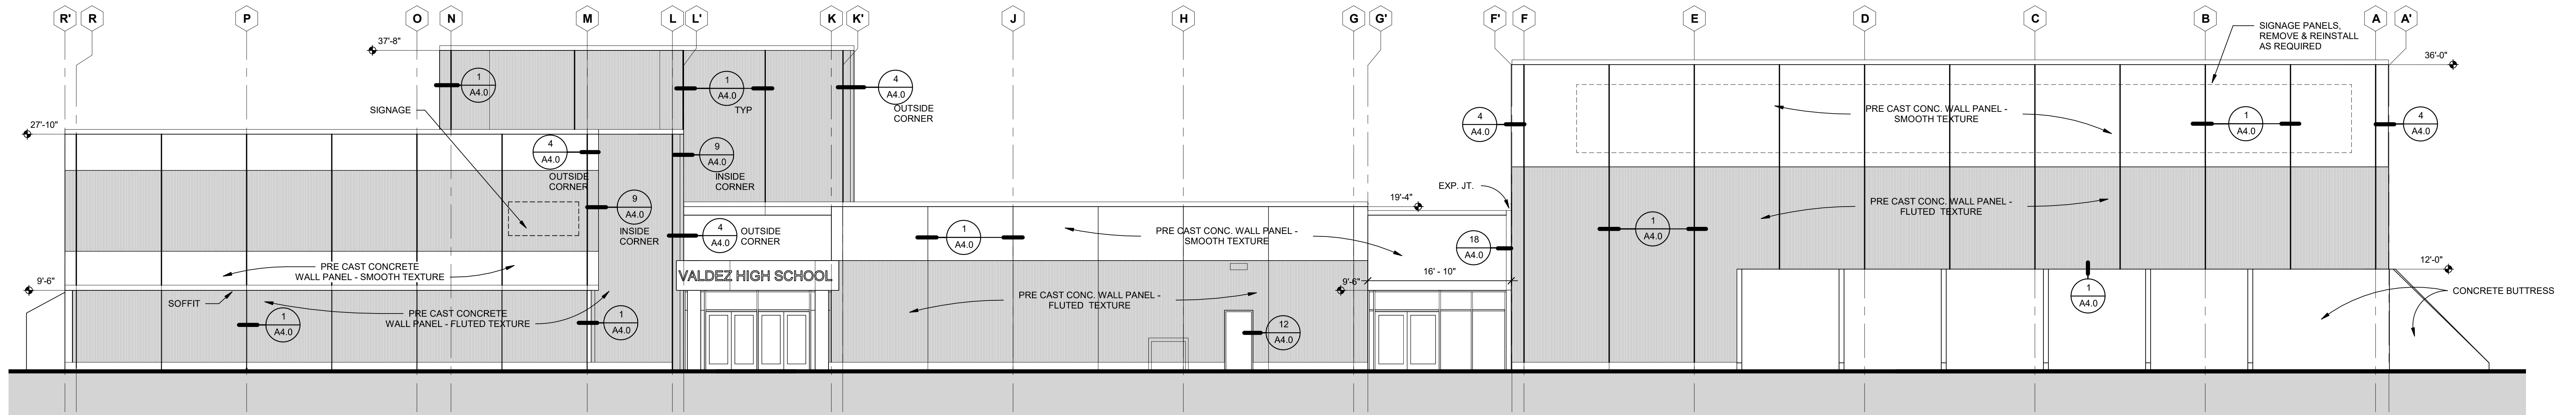 R'
R
P
O
N
M
L
L'
K
K'
J
H
G
G'
F'
F
E
D
C
B
A
A'
37'-8"
1
A4.0
1
A4.0
TYP
4
A4.0
OUTSIDE
CORNER
SIGNAGE PANELS,
REMOVE & REINSTALL
AS REQUIRED
36'-0"
SIGNAGE
27'-10"
4
A4.0
OUTSIDE
CORNER
9
A4.0
INSIDE
CORNER
9
A4.0
INSIDE
CORNER
4
A4.0
OUTSIDE
CORNER
4
A4.0
PRE CAST CONC. WALL PANEL -
SMOOTH TEXTURE
1
A4.0
4
A4.0
EXP. JT.
19'-4"
1
A4.0
PRE CAST CONC. WALL PANEL -
SMOOTH TEXTURE
18
A4.0
1
A4.0
PRE CAST CONC. WALL PANEL -
FLUTED TEXTURE
PRE CAST CONCRETE
WALL PANEL - SMOOTH TEXTURE
9'-6"
SOFFIT
PRE CAST CONCRETE
WALL PANEL - FLUTED TEXTURE
1
A4.0
1
A4.0
VALDEZ HIGH SCHOOL
PRE CAST CONC. WALL PANEL -
FLUTED TEXTURE
12
A4.0
9'-6"
16' - 10"
1
A4.0
12'-0"
CONCRETE BUTTRESS